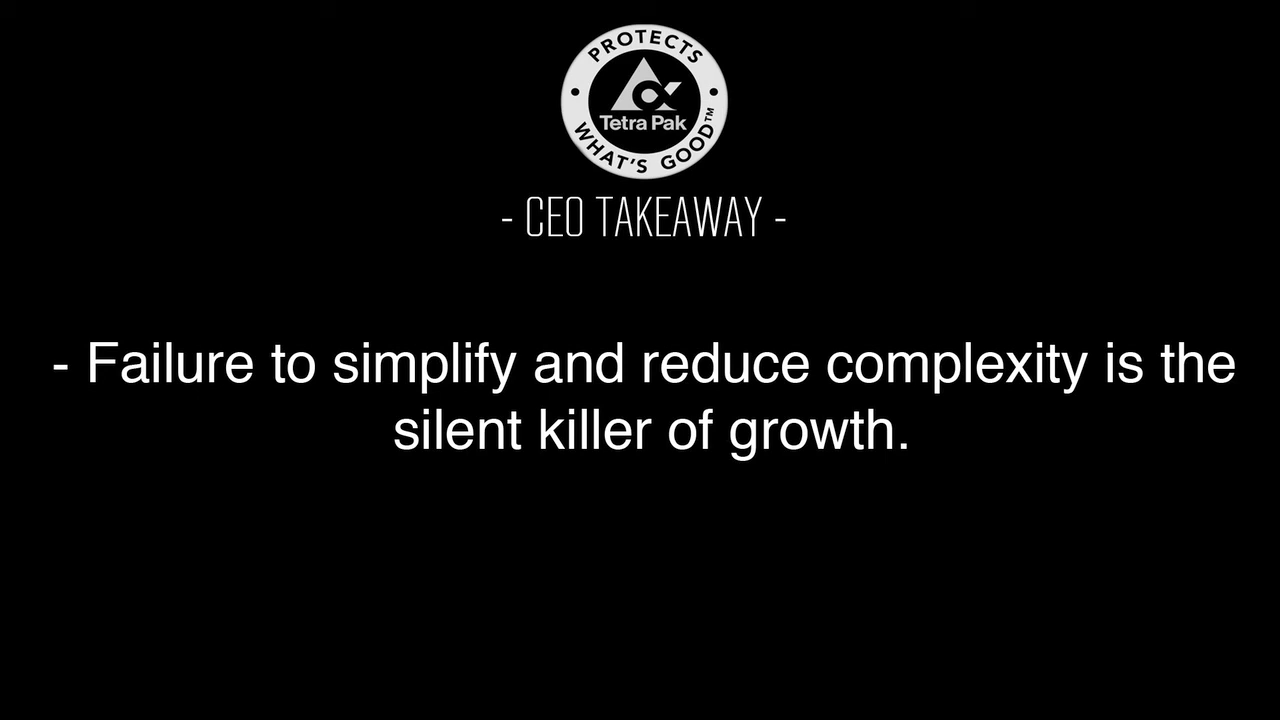 PROTECTS
Tetra Pak
WHAT'S GOOD™
- CEO TAKEAWAY -
- Failure to simplify and reduce complexity is the
silent killer of growth.